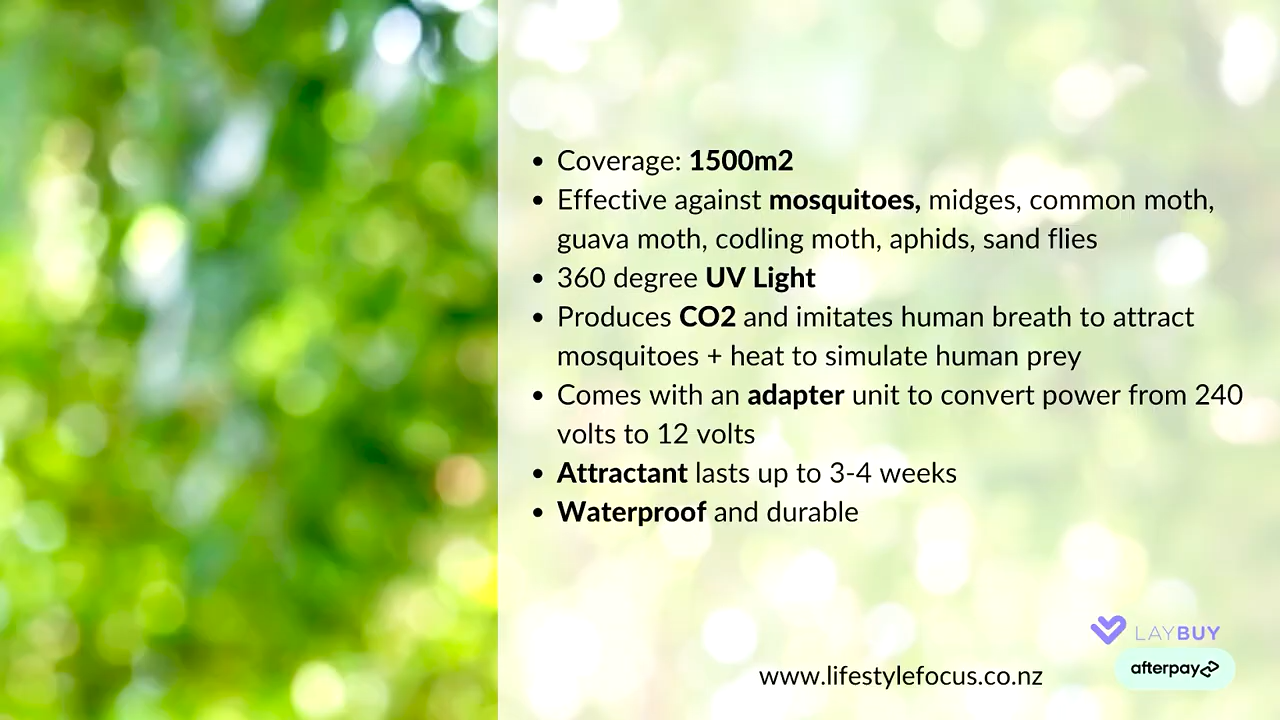 • Coverage: 1500m2
• Effective against mosquitoes, midges, common moth,
guava moth, codling moth, aphids, sand flies
• 360 degree UV Light
• Produces CO2 and imitates human breath to attract
mosquitoes + heat to simulate human prey
• Comes with an adapter unit to convert power from 240
volts to 12 volts
• Attractant lasts up to 3-4 weeks
• Waterproof and durable
LAYBUY
afterpay
www.lifestylefocus.co.nz